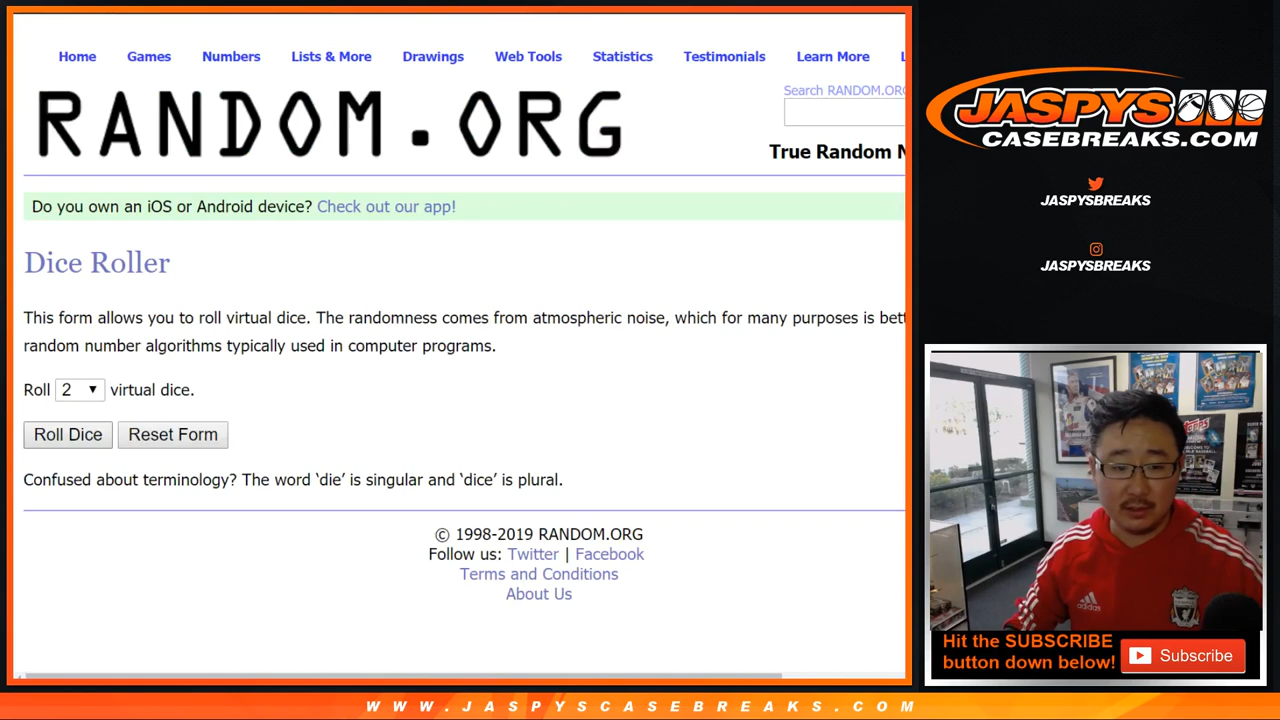 Home Games Numbers Lists & More Drawings Web Tools Statistics Testimonials Learn More
RANDOM.ORG
Search RANDOM.ORG
True Random N
Do you own an iOS or Android device? Check out our app!
Dice Roller
This form allows you to roll virtual dice. The randomness comes from atmospheric noise, which for many purposes is bett
random number algorithms typically used in computer programs.
Roll 2 virtual dice.
Roll Dice Reset Form
Confused about terminology? The word ‘die’ is singular and ‘dice’ is plural.
© 1998-2019 RANDOM.ORG
Follow us: Twitter | Facebook
Terms and Conditions
About Us
JASPYS
CASEBREAKS.COM
JASPYSBREAKS
JASPYSBREAKS
adidas
Hit the SUBSCRIBE
button down below!
Subscribe
WWW.JASPYSCASEBREAKS.COM